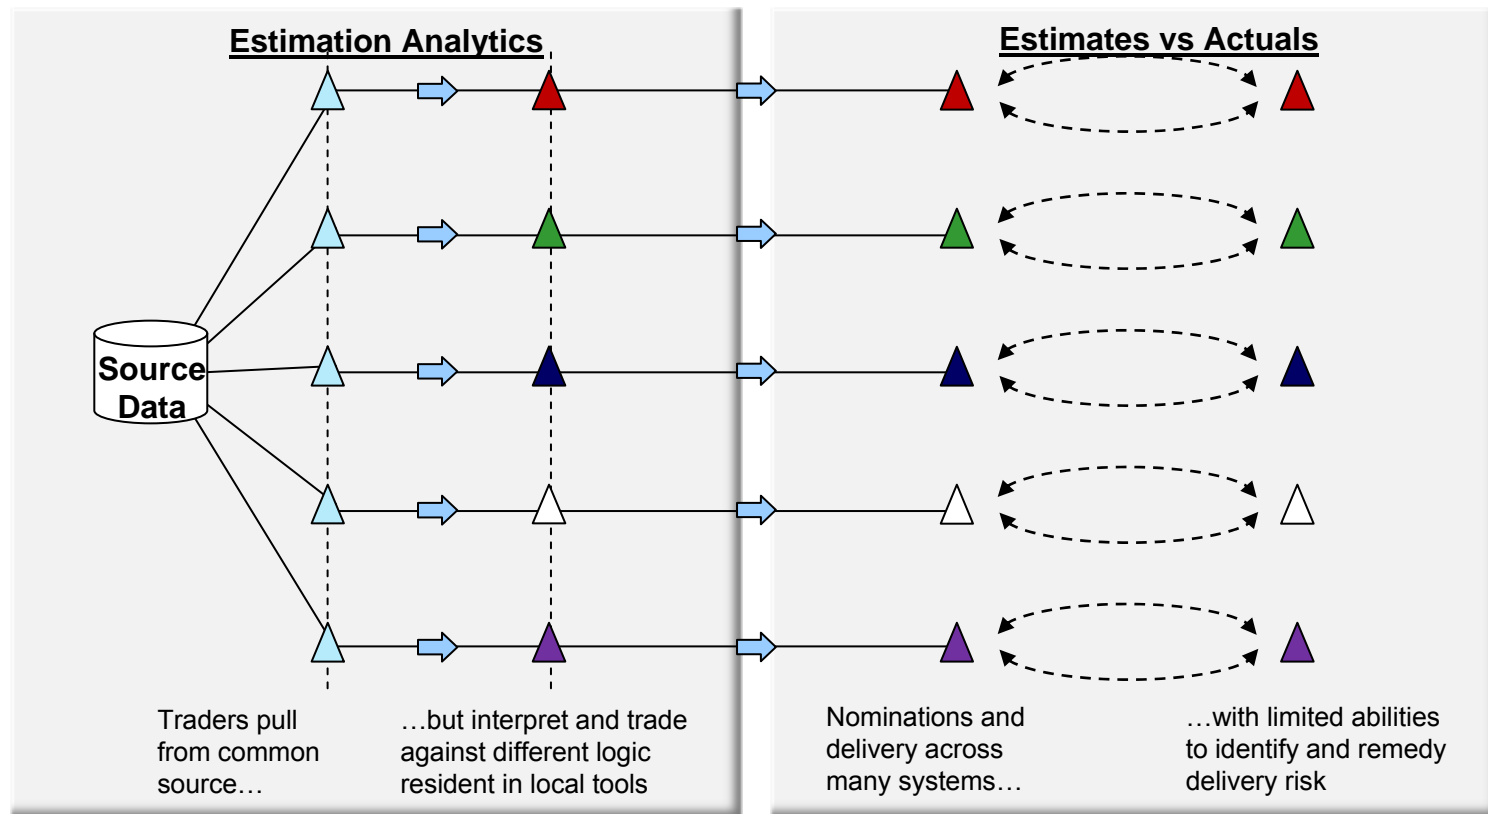 Estimation Analytics
Source
Data
Traders pull
from common
source…
…but interpret and trade
against different logic
resident in local tools
Estimates vs Actuals
Nominations and
delivery across
many systems…
…with limited abilities
to identify and remedy
delivery risk